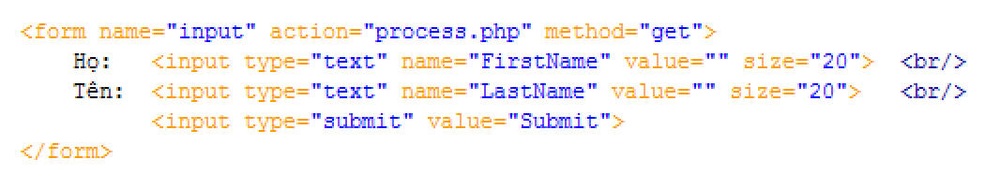 <form name="input" action="process.php" method="get">
Họ: <input type="text" name="FirstName" value="" size="20"> <br/>
Tên: <input type="text" name="LastName" value="" size="20"> <br/>
<input type="submit" value="Submit">
</form>